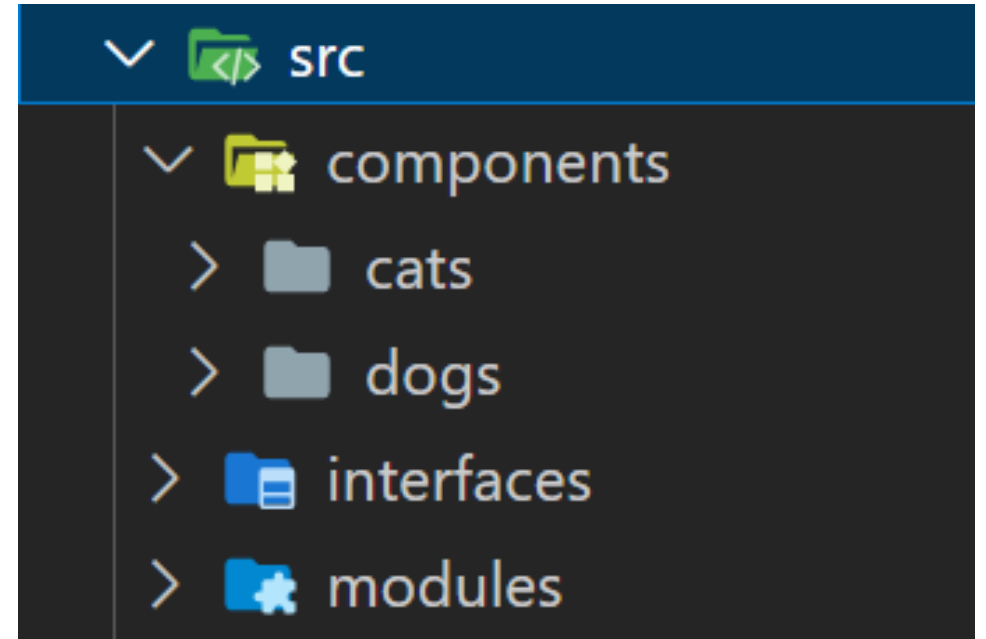 src
components
cats
dogs
interfaces
modules